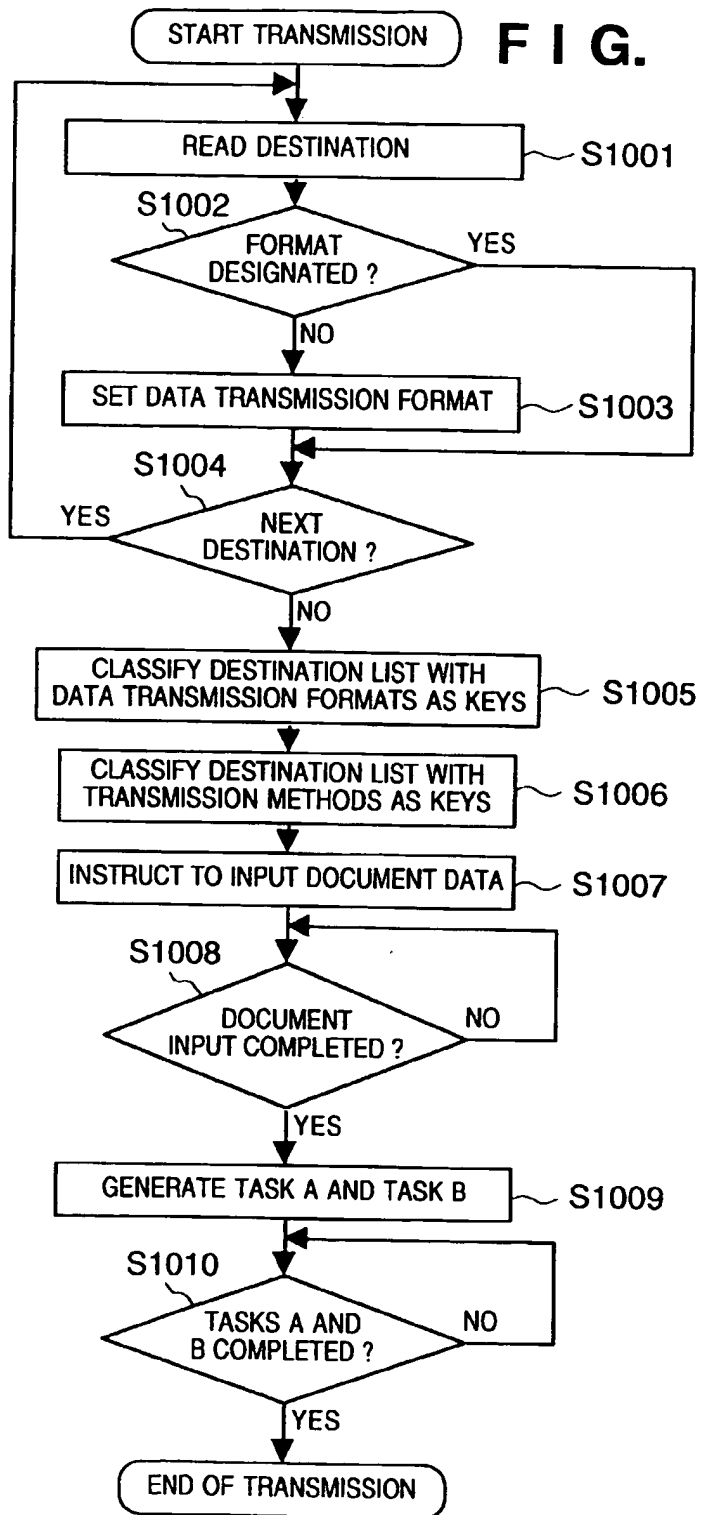 START TRANSMISSION
F I G.
READ DESTINATION
S1001
S1002
FORMAT
DESIGNATED ?
YES
NO
SET DATA TRANSMISSION FORMAT
S1003
S1004
YES
NEXT
DESTINATION ?
NO
CLASSIFY DESTINATION LIST WITH
DATA TRANSMISSION FORMATS AS KEYS
S1005
CLASSIFY DESTINATION LIST WITH
TRANSMISSION METHODS AS KEYS
S1006
INSTRUCT TO INPUT DOCUMENT DATA
S1007
S1008
DOCUMENT
INPUT COMPLETED ?
NO
YES
GENERATE TASK A AND TASK B
S1009
S1010
TASKS A AND
B COMPLETED ?
NO
YES
END OF TRANSMISSION